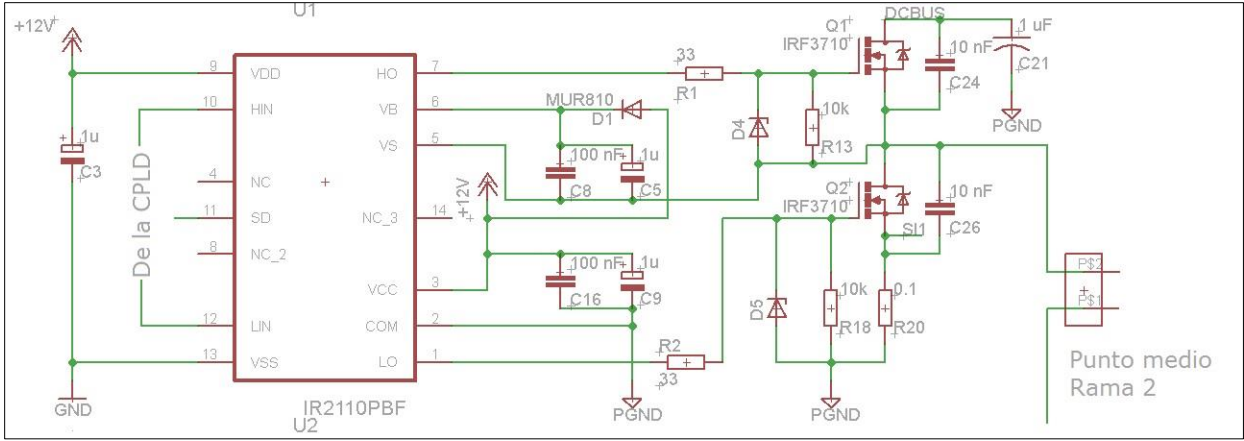 U1
+12V
9 VDD
10 HIN
4 NC
11 SD
8 NC_2
12 LIN
13 VSS
HO 7
VB 6
VS 5
NC_3 14
VCC 3
COM 2
LO 1
IR2110PBF
U2
1u
C3
De la CPLD
GND
33
R1
MUR810
D1
100 nF
C8
1u
C5
+12V
100 nF
C16
1u
C9
R2
33
PGND
D4
10k
R13
Q1
IRF3710
DCBUS
10 nF
C24
1 uF
C21
PGND
Q2
IRF3710
10 nF
C26
SI1
D5
10k
R18
0.1
R20
PGND
P$2
P$1
Punto medio
Rama 2